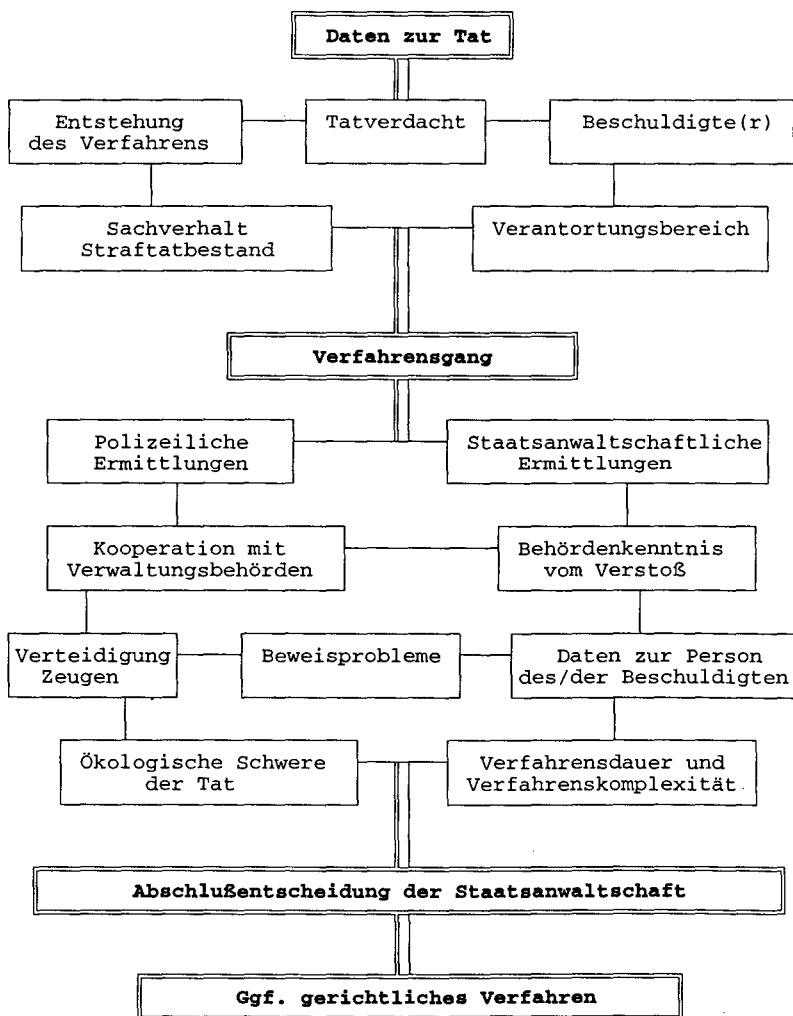 Daten zur Tat
Entstehung
des Verfahrens
Tatverdacht
Beschuldigte(r)
Sachverhalt
Straftatbestand
Verantortungsbereich
Verfahrensgang
Polizeiliche
Ermittlungen
Staatsanwaltschaftliche
Ermittlungen
Kooperation mit
Verwaltungsbehörden
Behördenkenntnis
vom Verstoß
Verteidigung
Zeugen
Beweisprobleme
Daten zur Person
des/der Beschuldigten
Ökologische Schwere
der Tat
Verfahrensdauer und
Verfahrenskomplexität
Abschlußentscheidung der Staatsanwaltschaft
Ggf. gerichtliches Verfahren